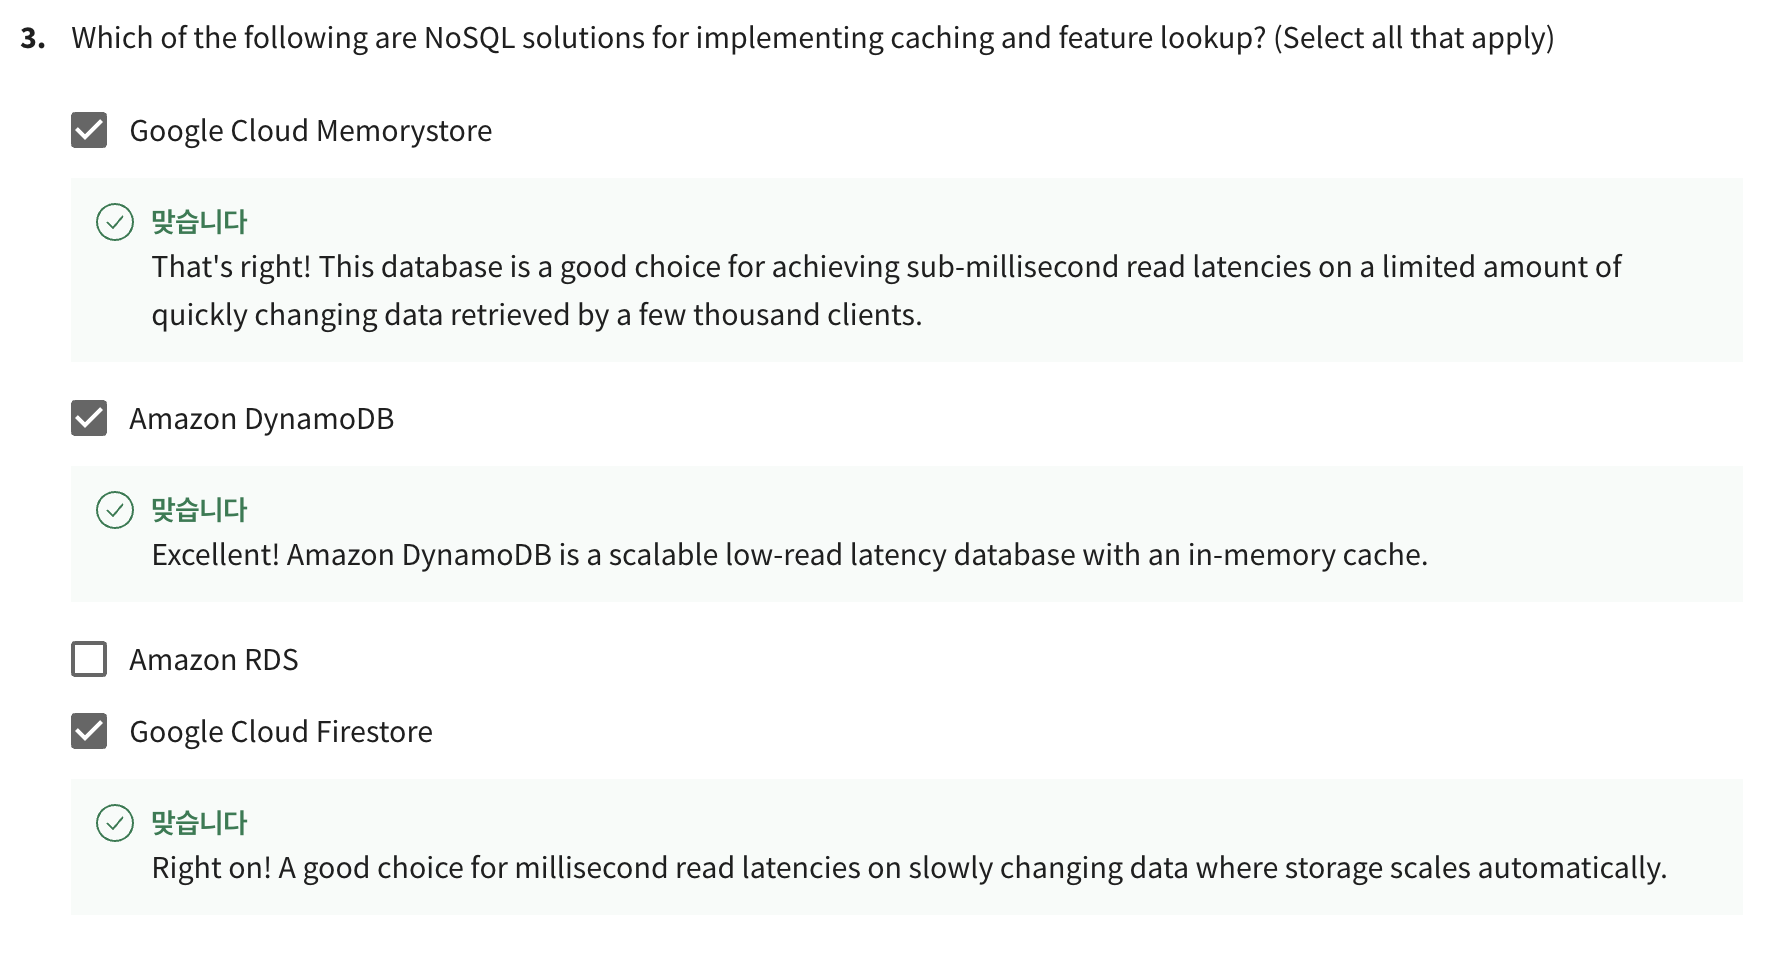 3. Which of the following are NoSQL solutions for implementing caching and feature lookup? (Select all that apply)
Google Cloud Memorystore
맞습니다
That's right! This database is a good choice for achieving sub-millisecond read latencies on a limited amount of
quickly changing data retrieved by a few thousand clients.
Amazon DynamoDB
맞습니다
Excellent! Amazon DynamoDB is a scalable low-read latency database with an in-memory cache.
Amazon RDS
Google Cloud Firestore
맞습니다
Right on! A good choice for millisecond read latencies on slowly changing data where storage scales automatically.